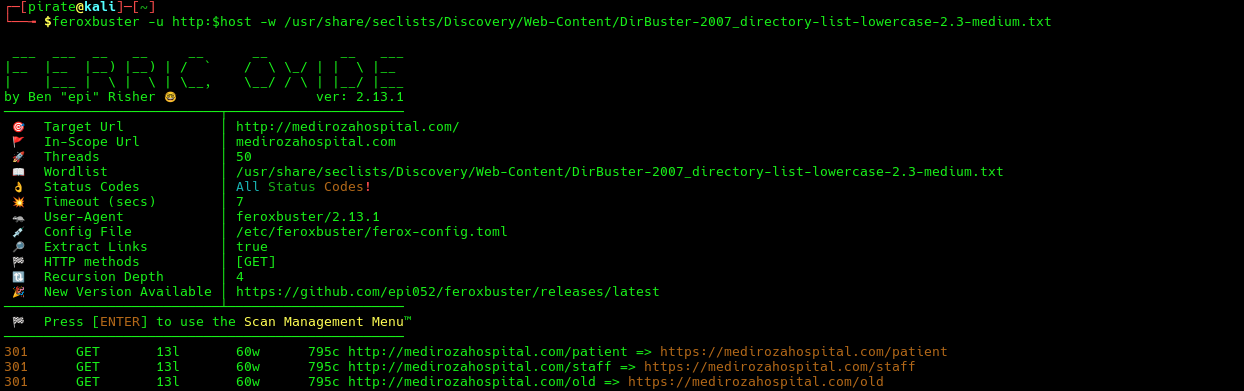 [pirate@kali]-[~]
$feroxbuster -u http:$host -w /usr/share/seclists/Discovery/Web-Content/DirBuster-2007_directory-list-lowercase-2.3-medium.txt
FERRIC OXIDE
by Ben "epi" Risher 🤓 ver: 2.13.1
🎯 Target Url │ http://medirozahospital.com/
🚩 In-Scope Url │ medirozahospital.com
🚀 Threads │ 50
📖 Wordlist │ /usr/share/seclists/Discovery/Web-Content/DirBuster-2007_directory-list-lowercase-2.3-medium.txt
👌 Status Codes │ All Status Codes!
💥 Timeout (secs) │ 7
🦡 User-Agent │ feroxbuster/2.13.1
💉 Config File │ /etc/feroxbuster/ferox-config.toml
🔎 Extract Links │ true
🏁 HTTP methods │ [GET]
🔃 Recursion Depth │ 4
🎉 New Version Available │ https://github.com/epi052/feroxbuster/releases/latest
🏁 Press [ENTER] to use the Scan Management Menu™
301 GET 13l 60w 795c http://medirozahospital.com/patient => https://medirozahospital.com/patient
301 GET 13l 60w 795c http://medirozahospital.com/staff => https://medirozahospital.com/staff
301 GET 13l 60w 795c http://medirozahospital.com/old => https://medirozahospital.com/old